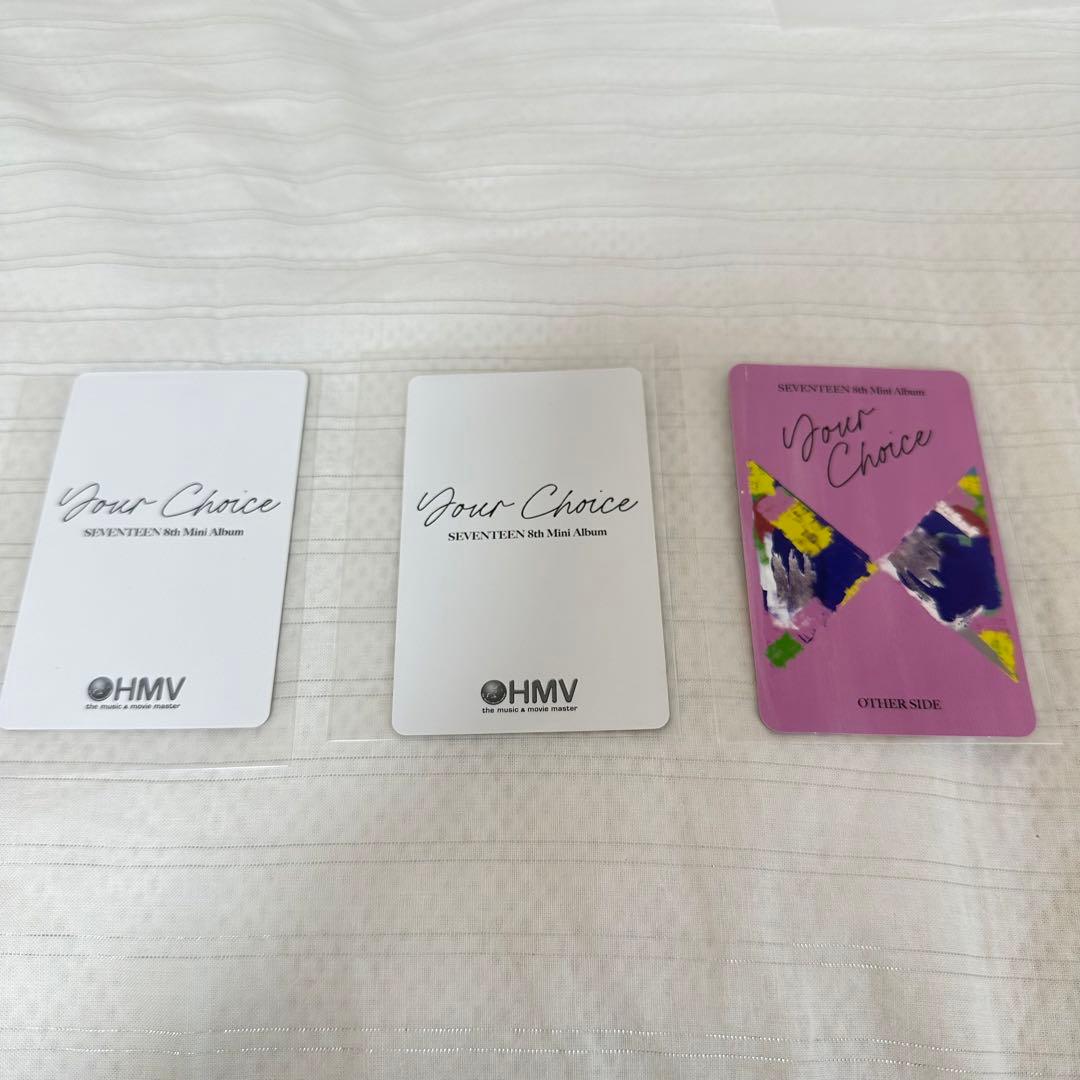 Your Choice
SEVENTEEN 8th Mini Album
HMV
the music & movie master
Your Choice
SEVENTEEN 8th Mini Album
HMV
the music & movie master
SEVENTEEN 8th Mini Album
Your
Choice
OTHER SIDE